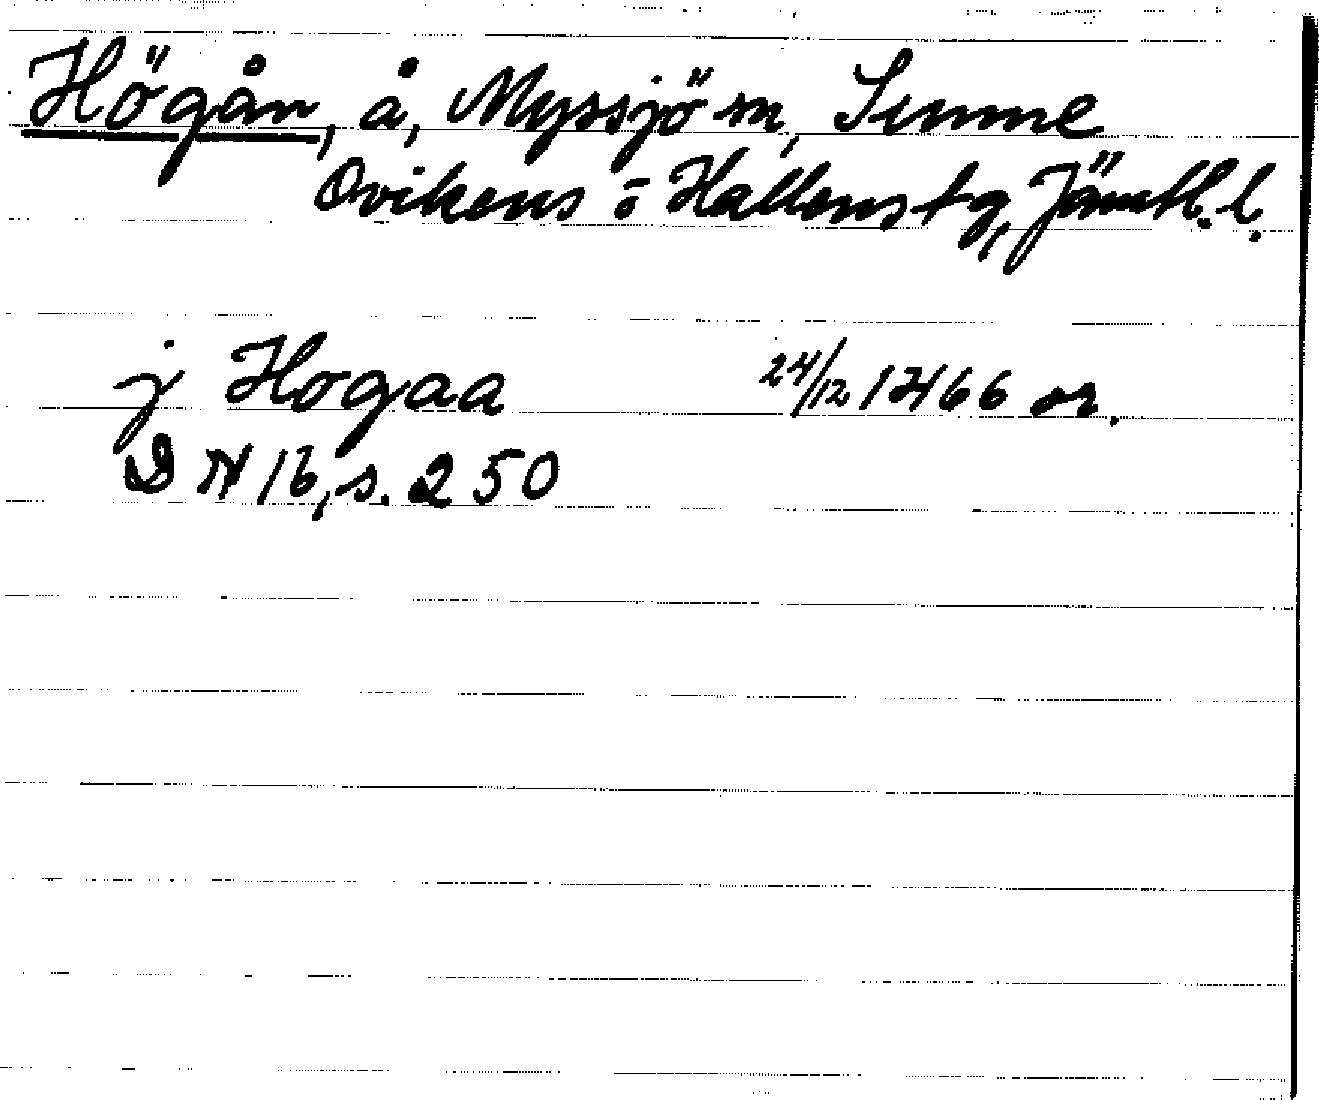 Högån, å, Myssjö m, Sunne
Ovikens o Hallens tg, Jämtl. l.
j Hogaa 24/12 1466 or.
DN 16, s. 250